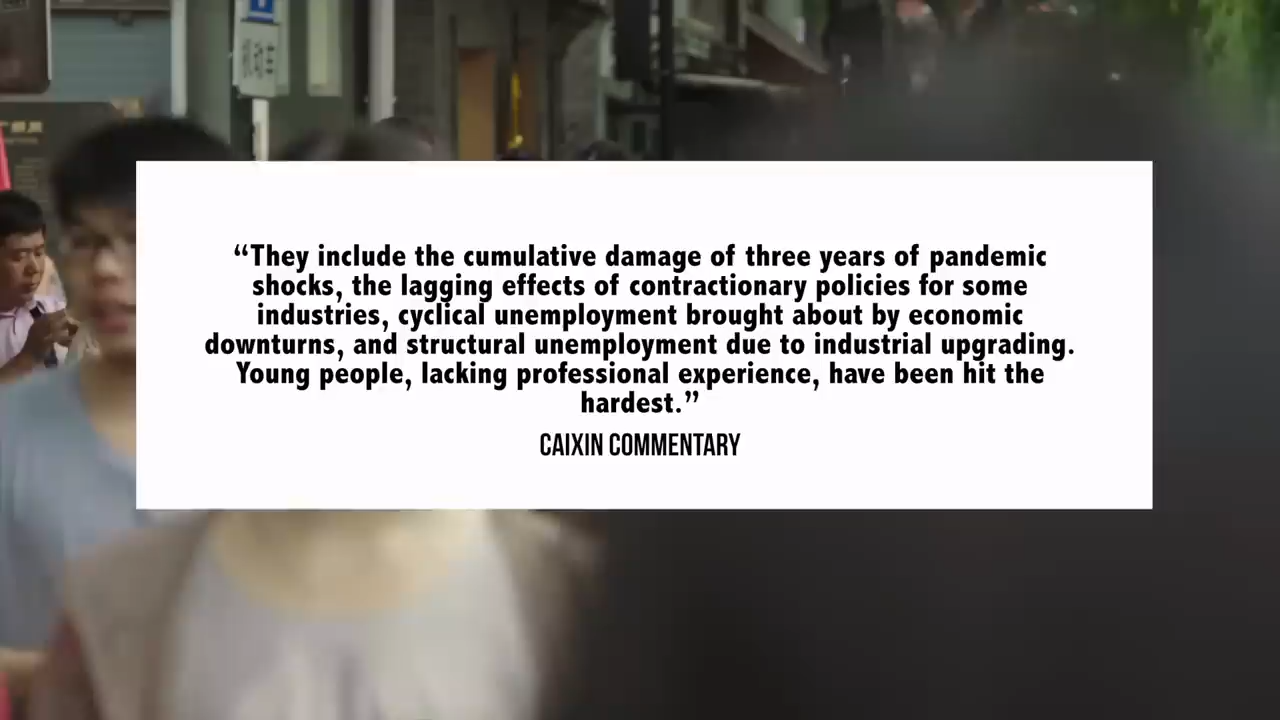 “They include the cumulative damage of three years of pandemic
shocks, the lagging effects of contractionary policies for some
industries, cyclical unemployment brought about by economic
downturns, and structural unemployment due to industrial upgrading.
Young people, lacking professional experience, have been hit the
hardest.”
CAIXIN COMMENTARY